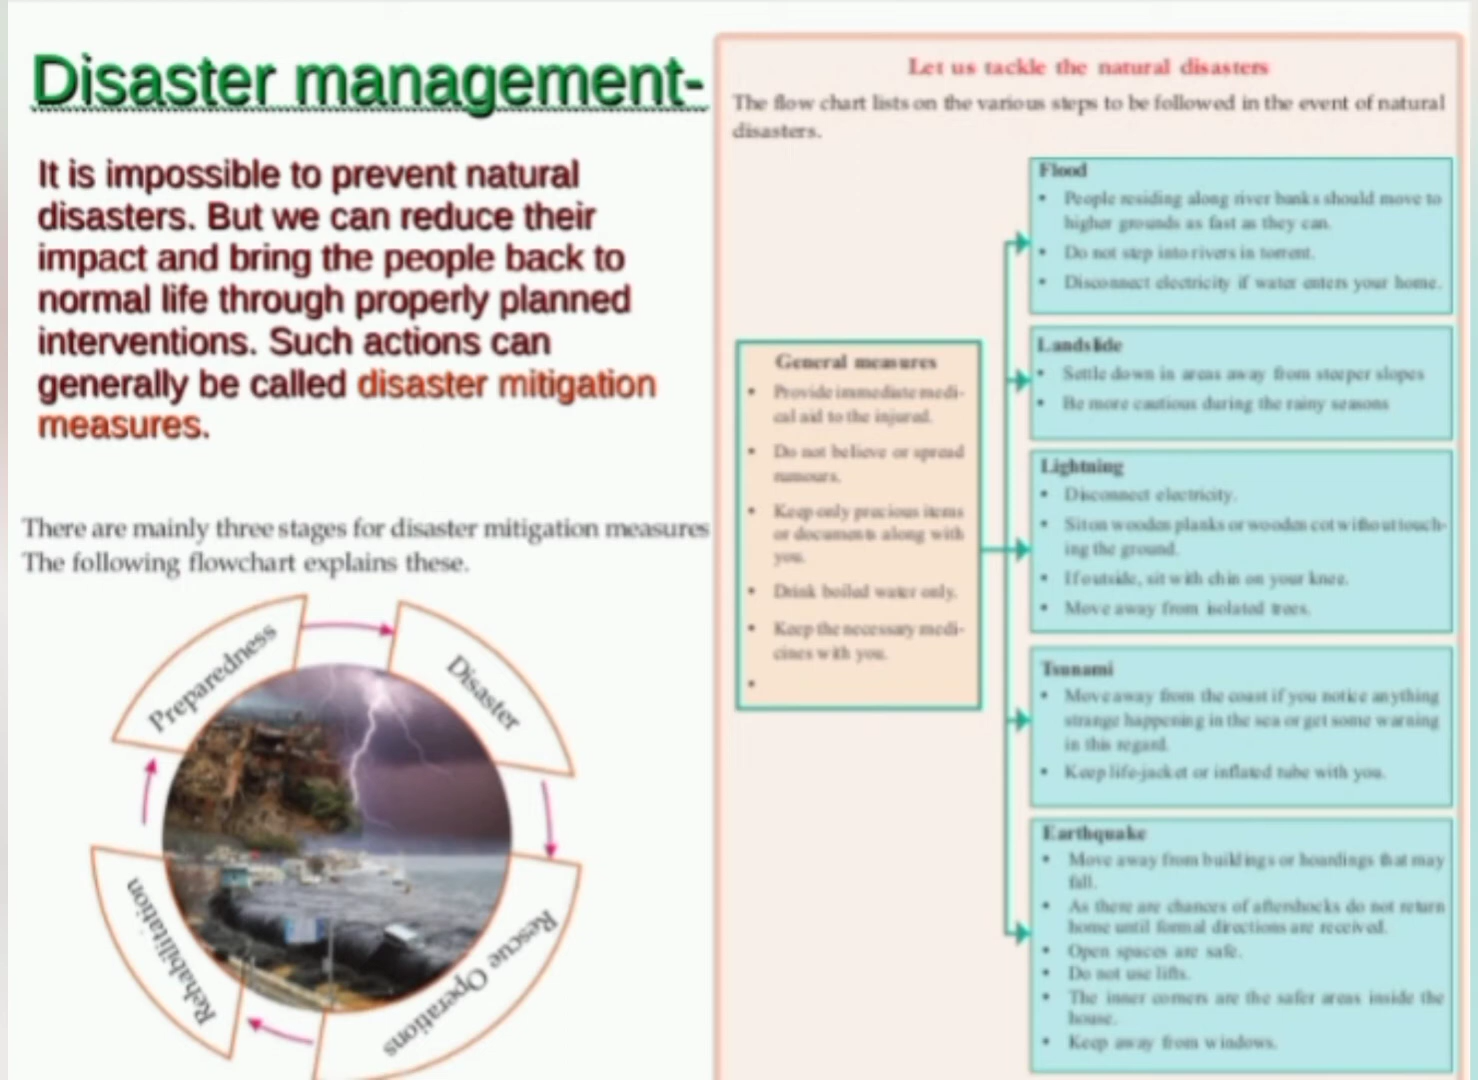 Disaster management-
It is impossible to prevent natural
disasters. But we can reduce their
impact and bring the people back to
normal life through properly planned
interventions. Such actions can
generally be called disaster mitigation
measures.
There are mainly three stages for disaster mitigation measures
The following flowchart explains these.
Preparedness
Disaster
Rescue Operations
Rehabilitation
Let us tackle the natural disasters
The flow chart lists on the various steps to be followed in the event of natural
disasters.
General measures
• Provide immediate medi-
cal aid to the injured.
• Do not believe or spread
rumours.
• Keep only precious items
or documents along with
you.
• Drink boiled water only.
• Keep the necessary medi-
cines with you.
•
Flood
• People residing along river banks should move to
higher grounds as fast as they can.
• Do not step into rivers in torrent.
• Disconnect electricity if water enters your home.
Landslide
• Settle down in areas away from steeper slopes
• Be more cautious during the rainy seasons
Lightning
• Disconnect electricity.
• Sit on wooden planks or wooden cot without touch-
ing the ground.
• If outside, sit with chin on your knee.
• Move away from isolated trees.
Tsunami
• Move away from the coast if you notice anything
strange happening in the sea or get some warning
in this regard.
• Keep life-jacket or inflated tube with you.
Earthquake
• Move away from buildings or hoardings that may
fall.
• As there are chances of aftershocks do not return
home until formal directions are received.
• Open spaces are safe.
• Do not use lifts.
• The inner corners are the safer areas inside the
house.
• Keep away from windows.